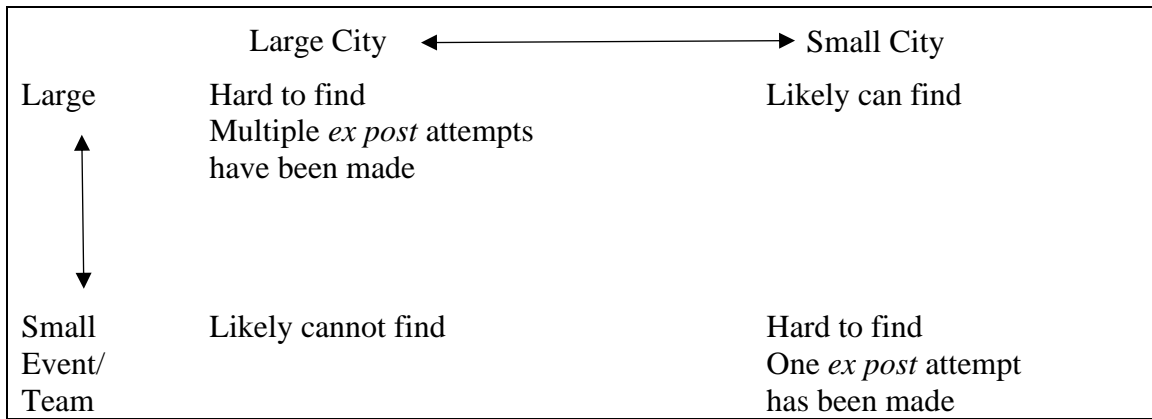 Large City Small City
Large Hard to find Likely can find
Multiple ex post attempts
have been made
Small Likely cannot find Hard to find
Event/ One ex post attempt
Team has been made